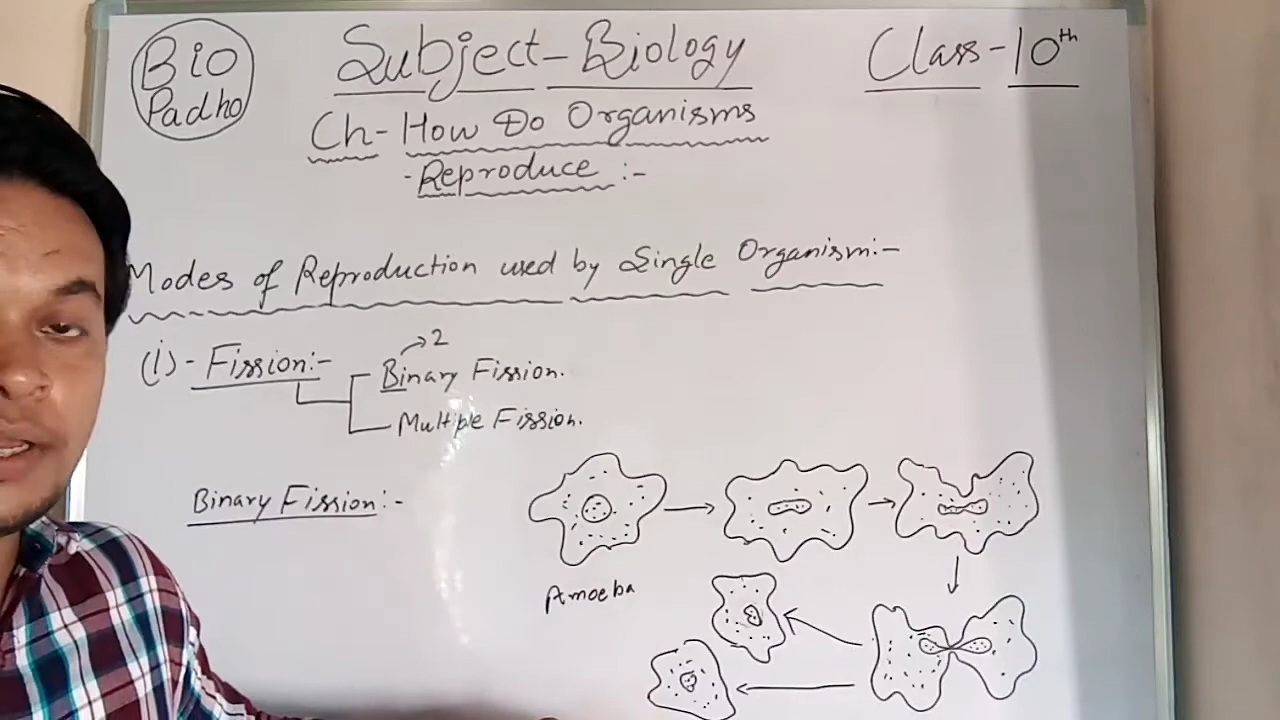 Bio
Padho
Subject-Biology
Class-10th
Ch-How Do Organisms
-Reproduce:-
Modes of Reproduction used by Single Organism:-
(i)-Fission:-
2
Binary Fission.
Multiple Fission.
Binary Fission:-
Amoeba